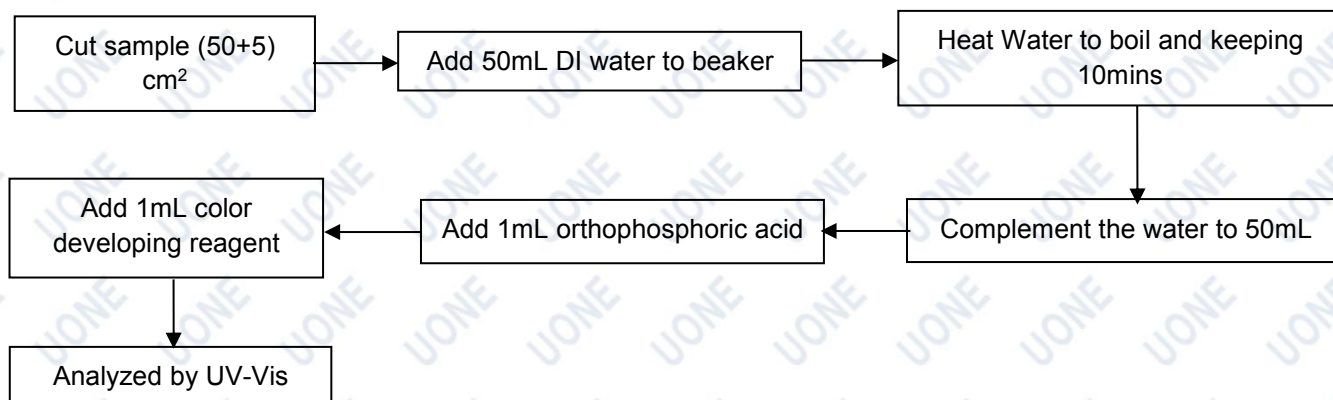 Cut sample (50+5)
cm²
Add 50mL DI water to beaker
Heat Water to boil and keeping
10mins
Complement the water to 50mL
Add 1mL orthophosphoric acid
Add 1mL color
developing reagent
Analyzed by UV-Vis
UONE